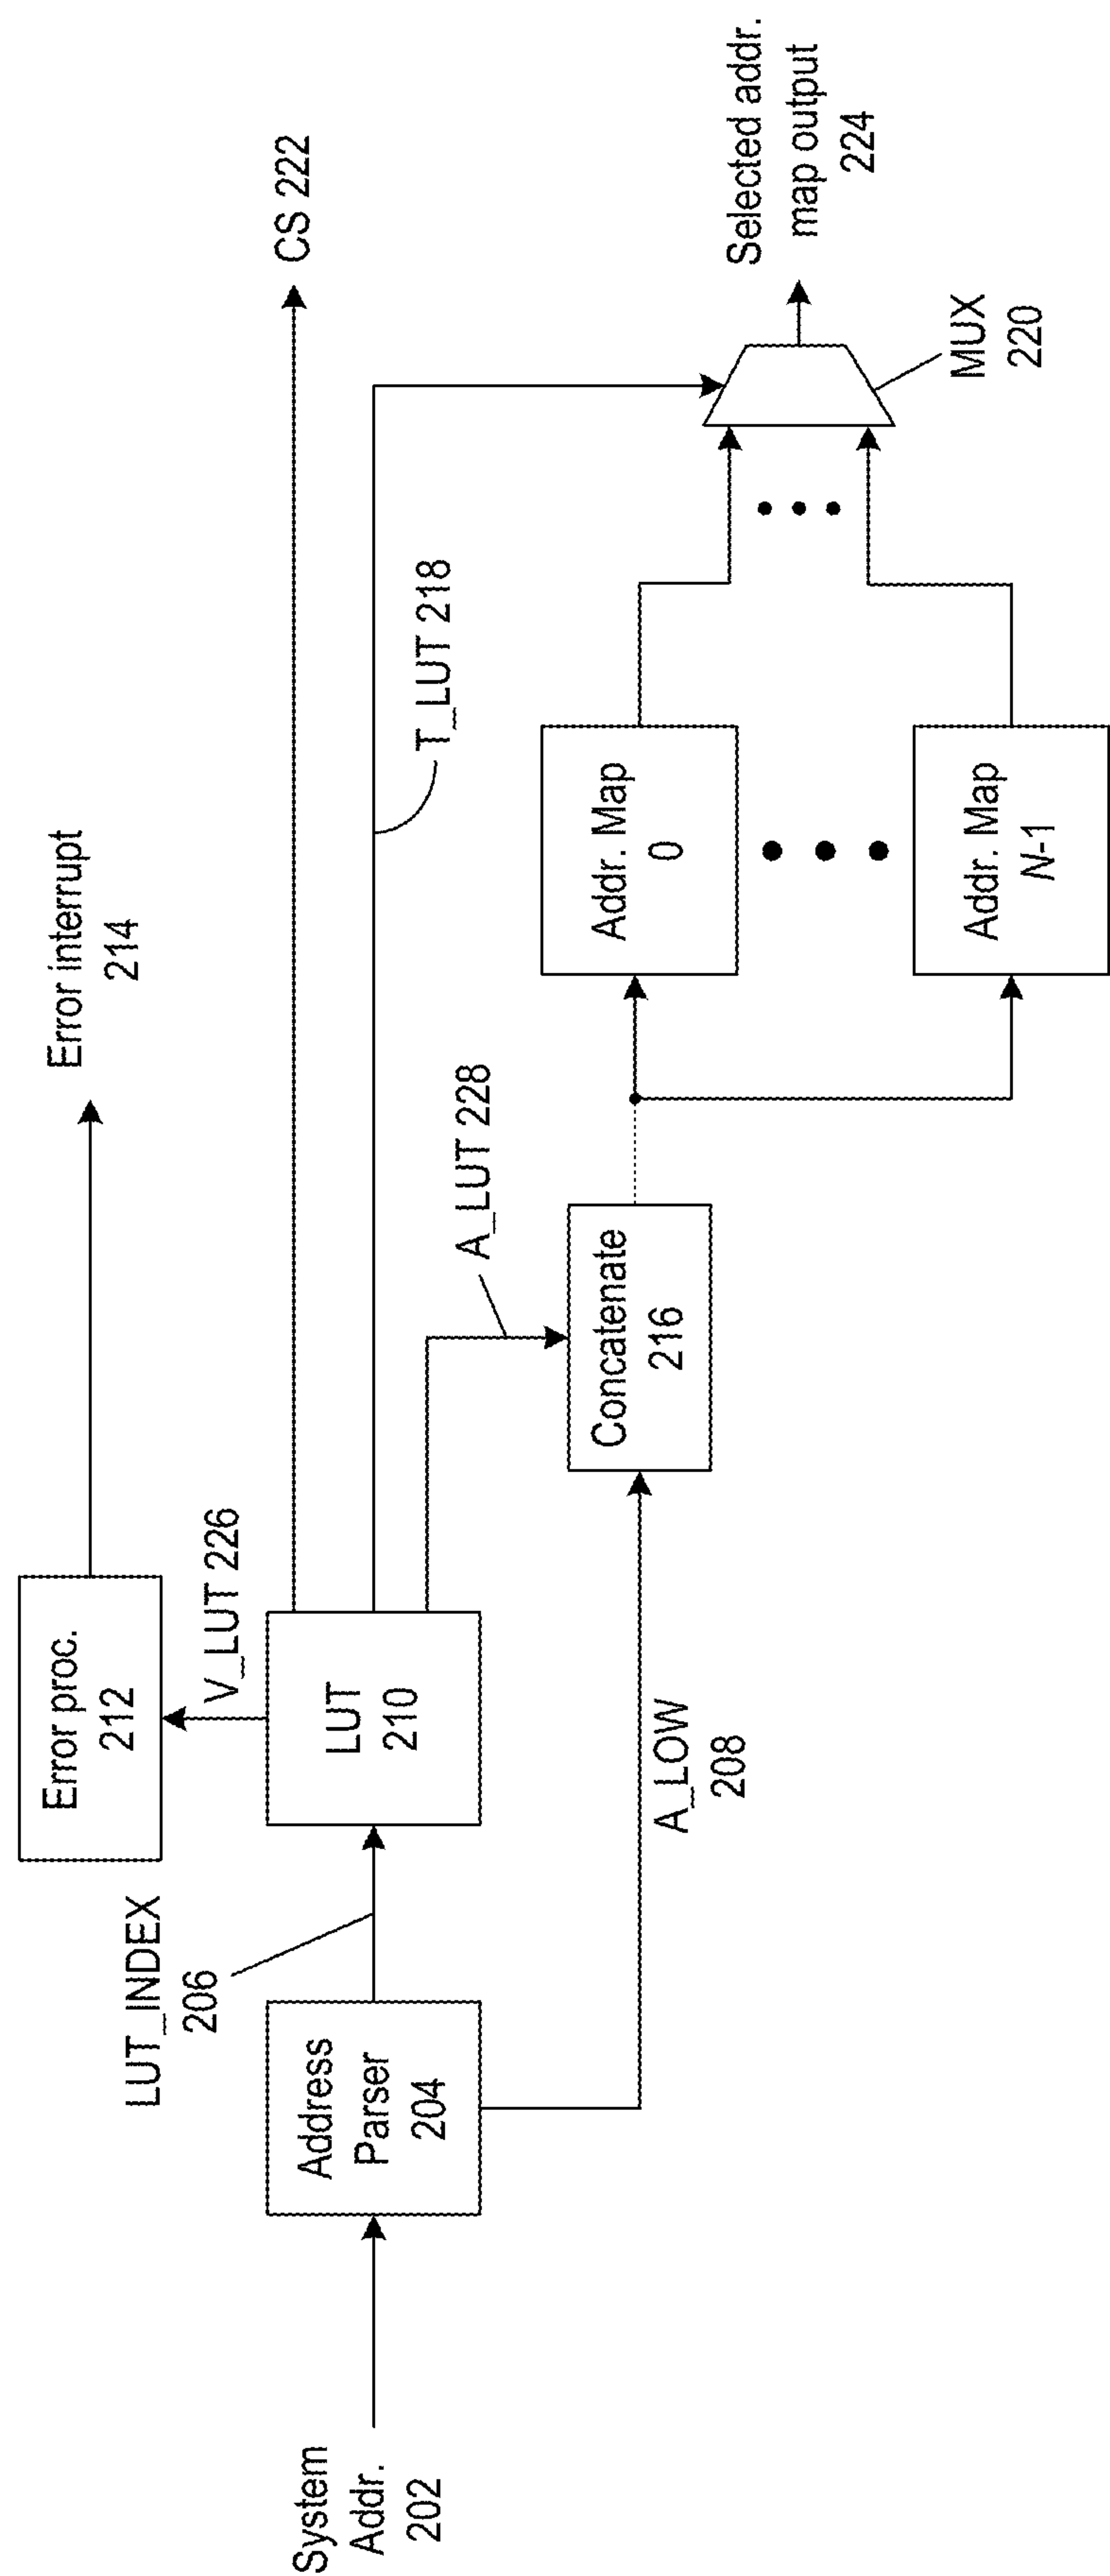 System
Addr.
202
Address
Parser
204
LUT_INDEX
206
A_LOW
208
LUT
210
Error proc.
212
V_LUT 226
Error interrupt
214
CS 222
T_LUT 218
A_LUT 228
Concatenate
216
Addr. Map
0
Addr. Map
N-1
MUX
220
Selected addr.
map output
224